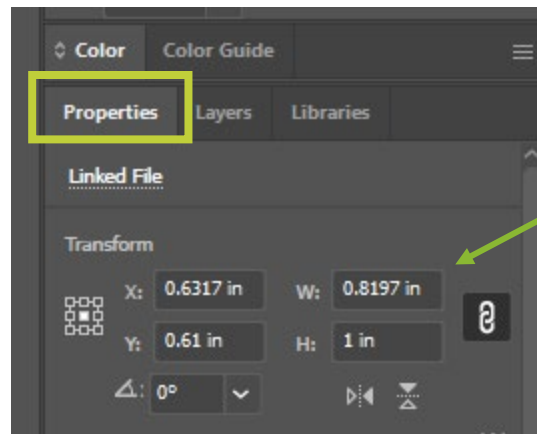 Color Color Guide
Properties Layers Libraries
Linked File
Transform
X: 0.6317 in W: 0.8197 in
Y: 0.61 in H: 1 in
0°